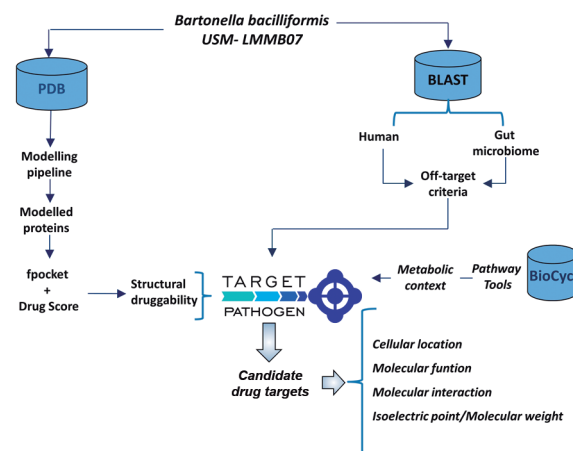 Bartonella bacilliformis
USM- LMMB07
PDB
BLAST
Human
Gut
microbiome
Modelling
pipeline
Off-target
criteria
Modelled
proteins
fpocket
+
Drug Score
Structural
druggability
TARGET
PATHOGEN
Metabolic
context
Pathway
Tools
BioCyc
Candidate
drug targets
Cellular location
Molecular funtion
Molecular interaction
Isoelectric point/Molecular weight